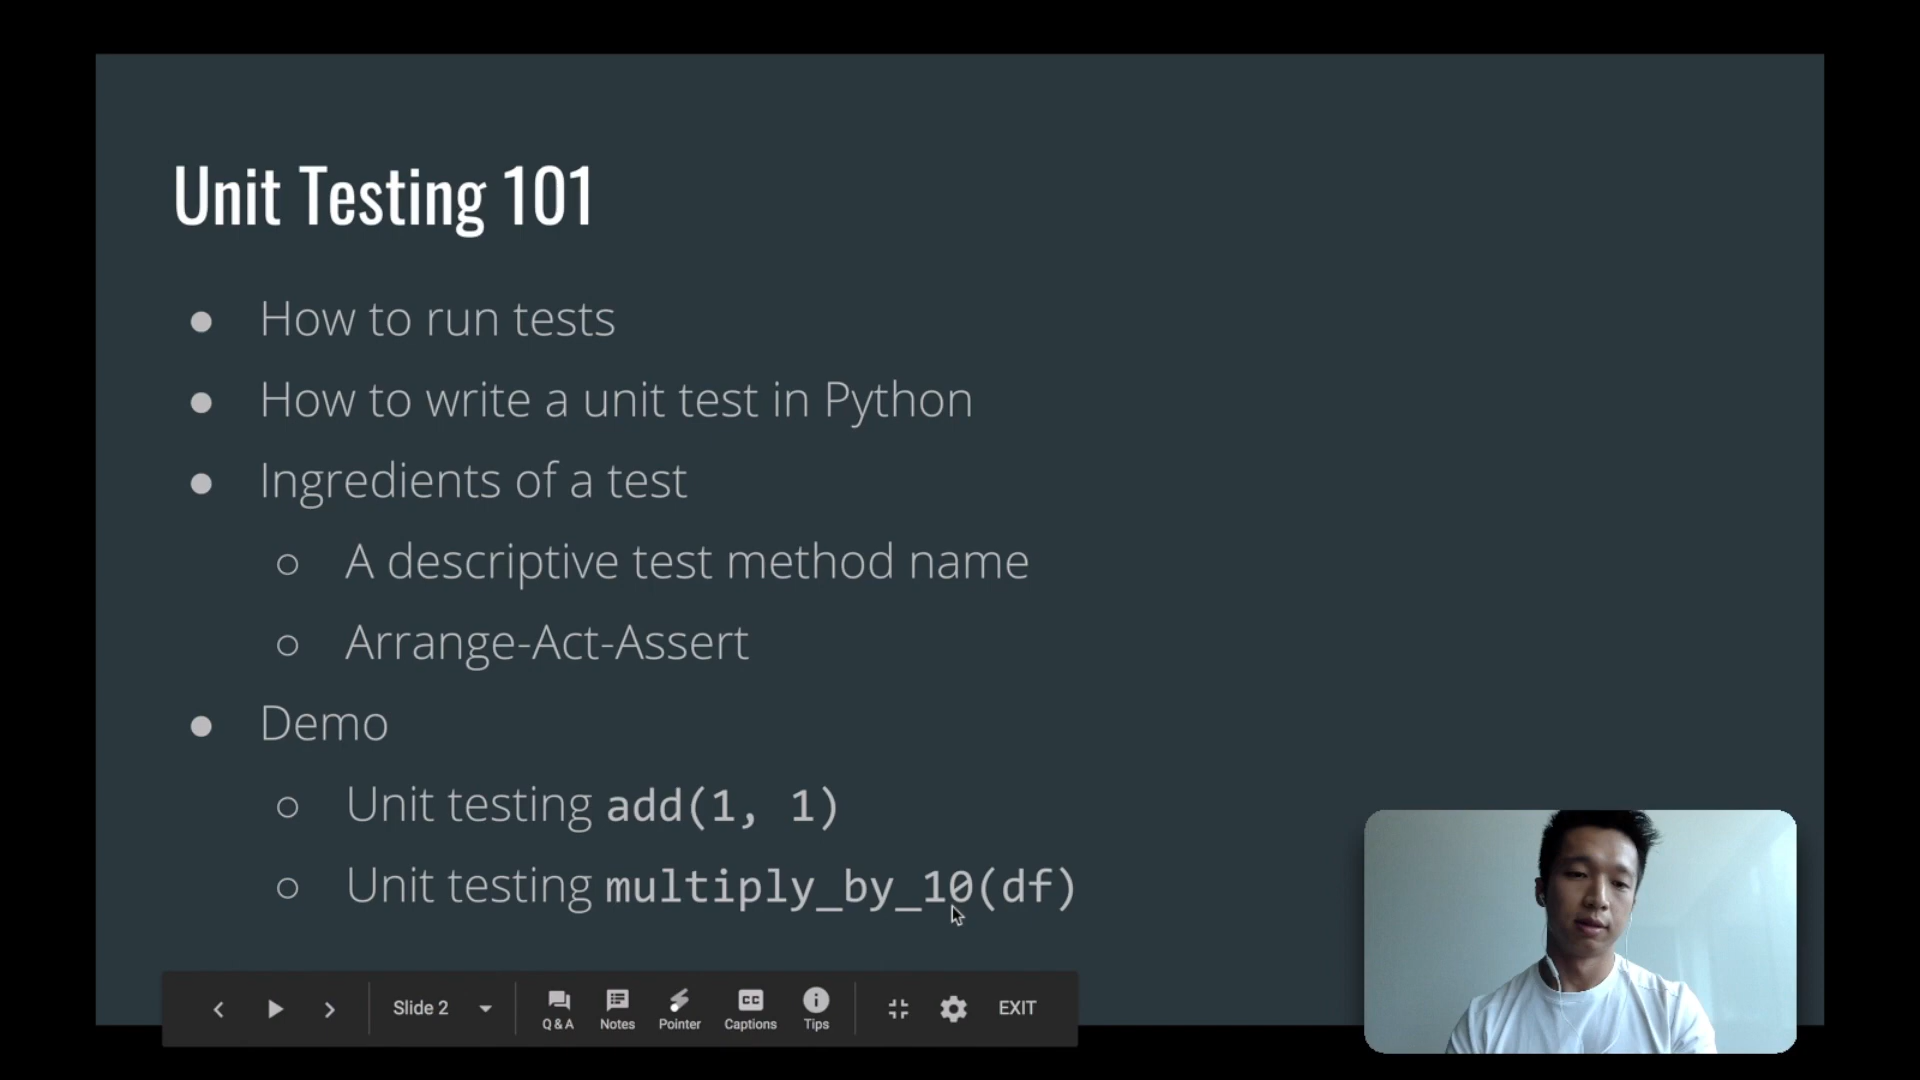 Unit Testing 101
● How to run tests
● How to write a unit test in Python
● Ingredients of a test
○ A descriptive test method name
○ Arrange-Act-Assert
● Demo
○ Unit testing add(1, 1)
○ Unit testing multiply_by_10(df)
Slide 2
Q & A
Notes
Pointer
CC
Captions
Tips
EXIT